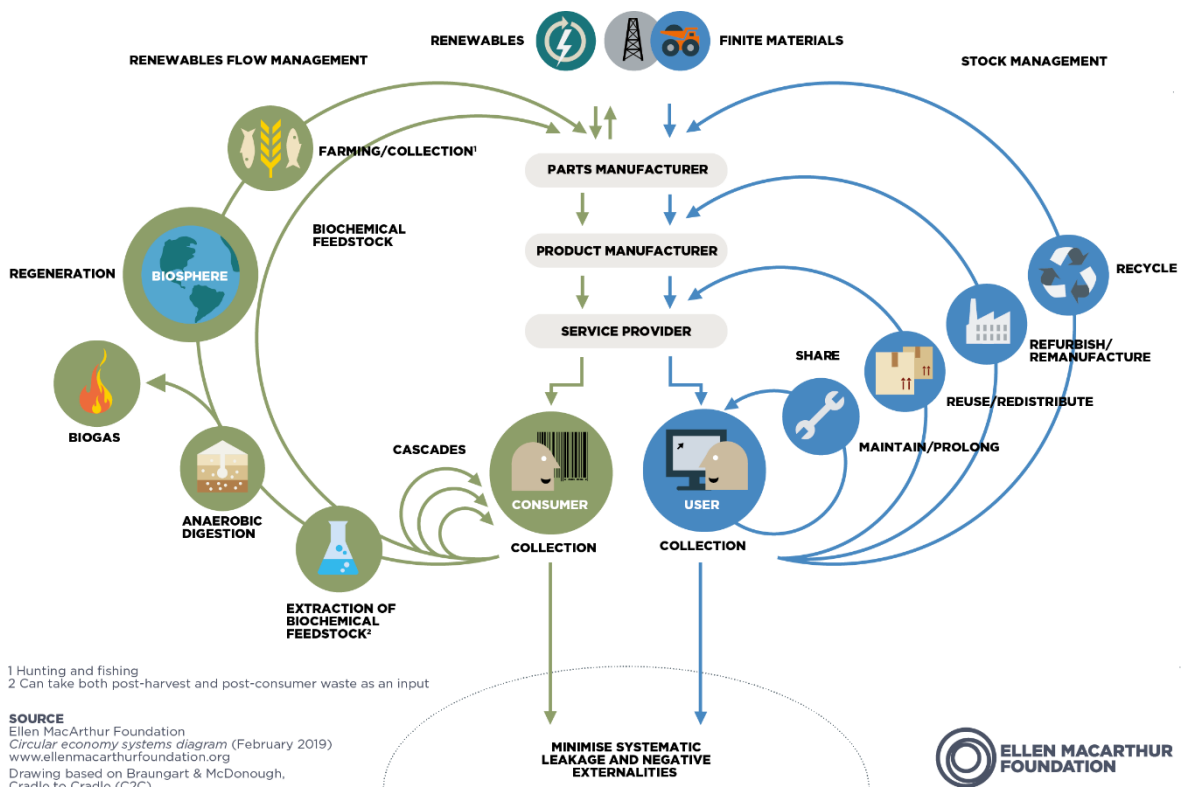 RENEWABLES
FINITE MATERIALS
RENEWABLES FLOW MANAGEMENT
STOCK MANAGEMENT
FARMING/COLLECTION¹
PARTS MANUFACTURER
BIOCHEMICAL
FEEDSTOCK
PRODUCT MANUFACTURER
REGENERATION
BIOSPHERE
RECYCLE
SERVICE PROVIDER
SHARE
REFURBISH/
REMANUFACTURE
REUSE/REDISTRIBUTE
BIOGAS
CASCADES
MAINTAIN/PROLONG
CONSUMER
USER
ANAEROBIC
DIGESTION
COLLECTION
COLLECTION
EXTRACTION OF
BIOCHEMICAL
FEEDSTOCK²
1 Hunting and fishing
2 Can take both post-harvest and post-consumer waste as an input
SOURCE
Ellen MacArthur Foundation
Circular economy systems diagram (February 2019)
www.ellenmacarthurfoundation.org
Drawing based on Braungart & McDonough,
Cradle to Cradle (C2C)
MINIMISE SYSTEMATIC
LEAKAGE AND NEGATIVE
EXTERNALITIES
ELLEN MACARTHUR
FOUNDATION